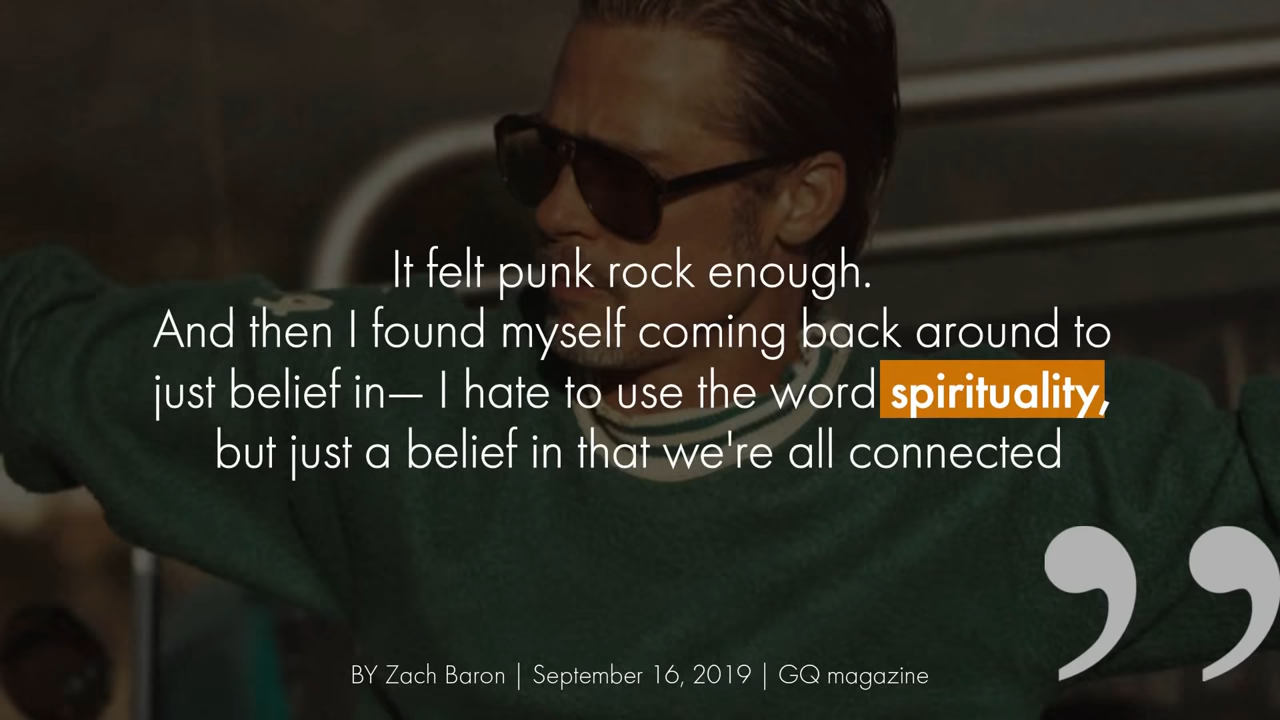 It felt punk rock enough.
And then I found myself coming back around to
just belief in— I hate to use the word spirituality,
but just a belief in that we're all connected
”
BY Zach Baron | September 16, 2019 | GQ magazine